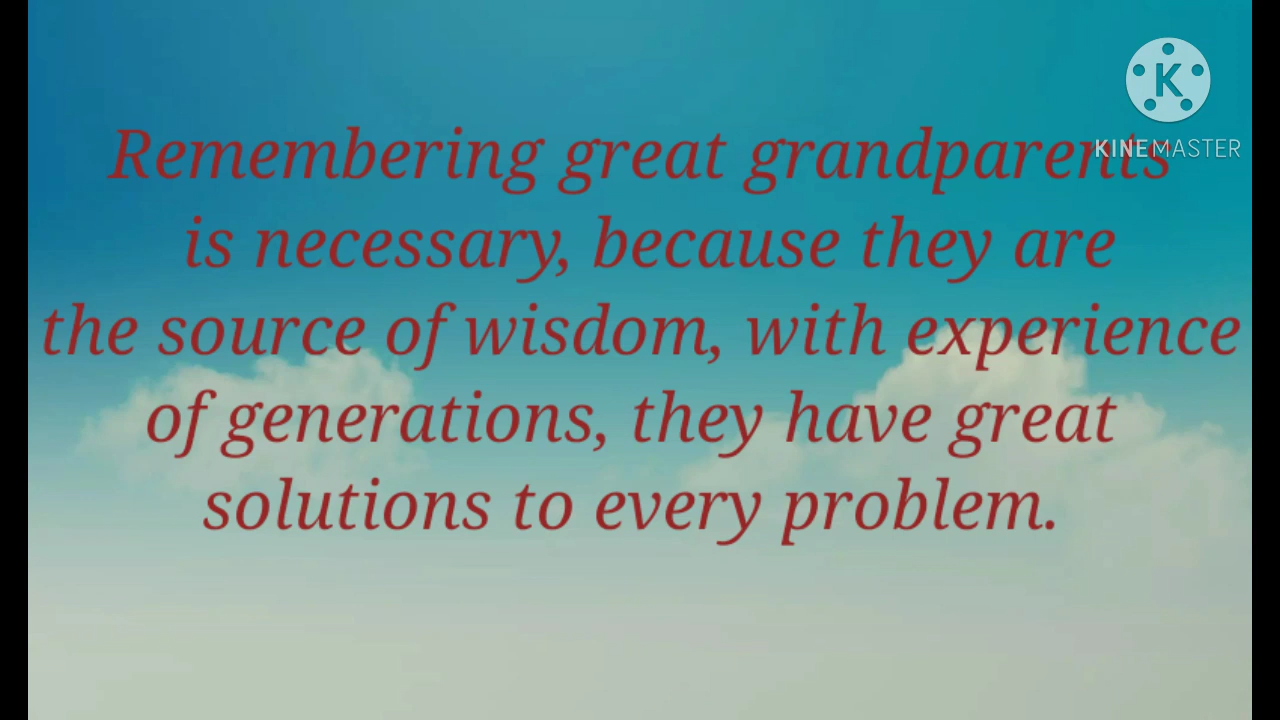 K
KINEMASTER
Remembering great grandparents
is necessary, because they are
the source of wisdom, with experience
of generations, they have great
solutions to every problem.